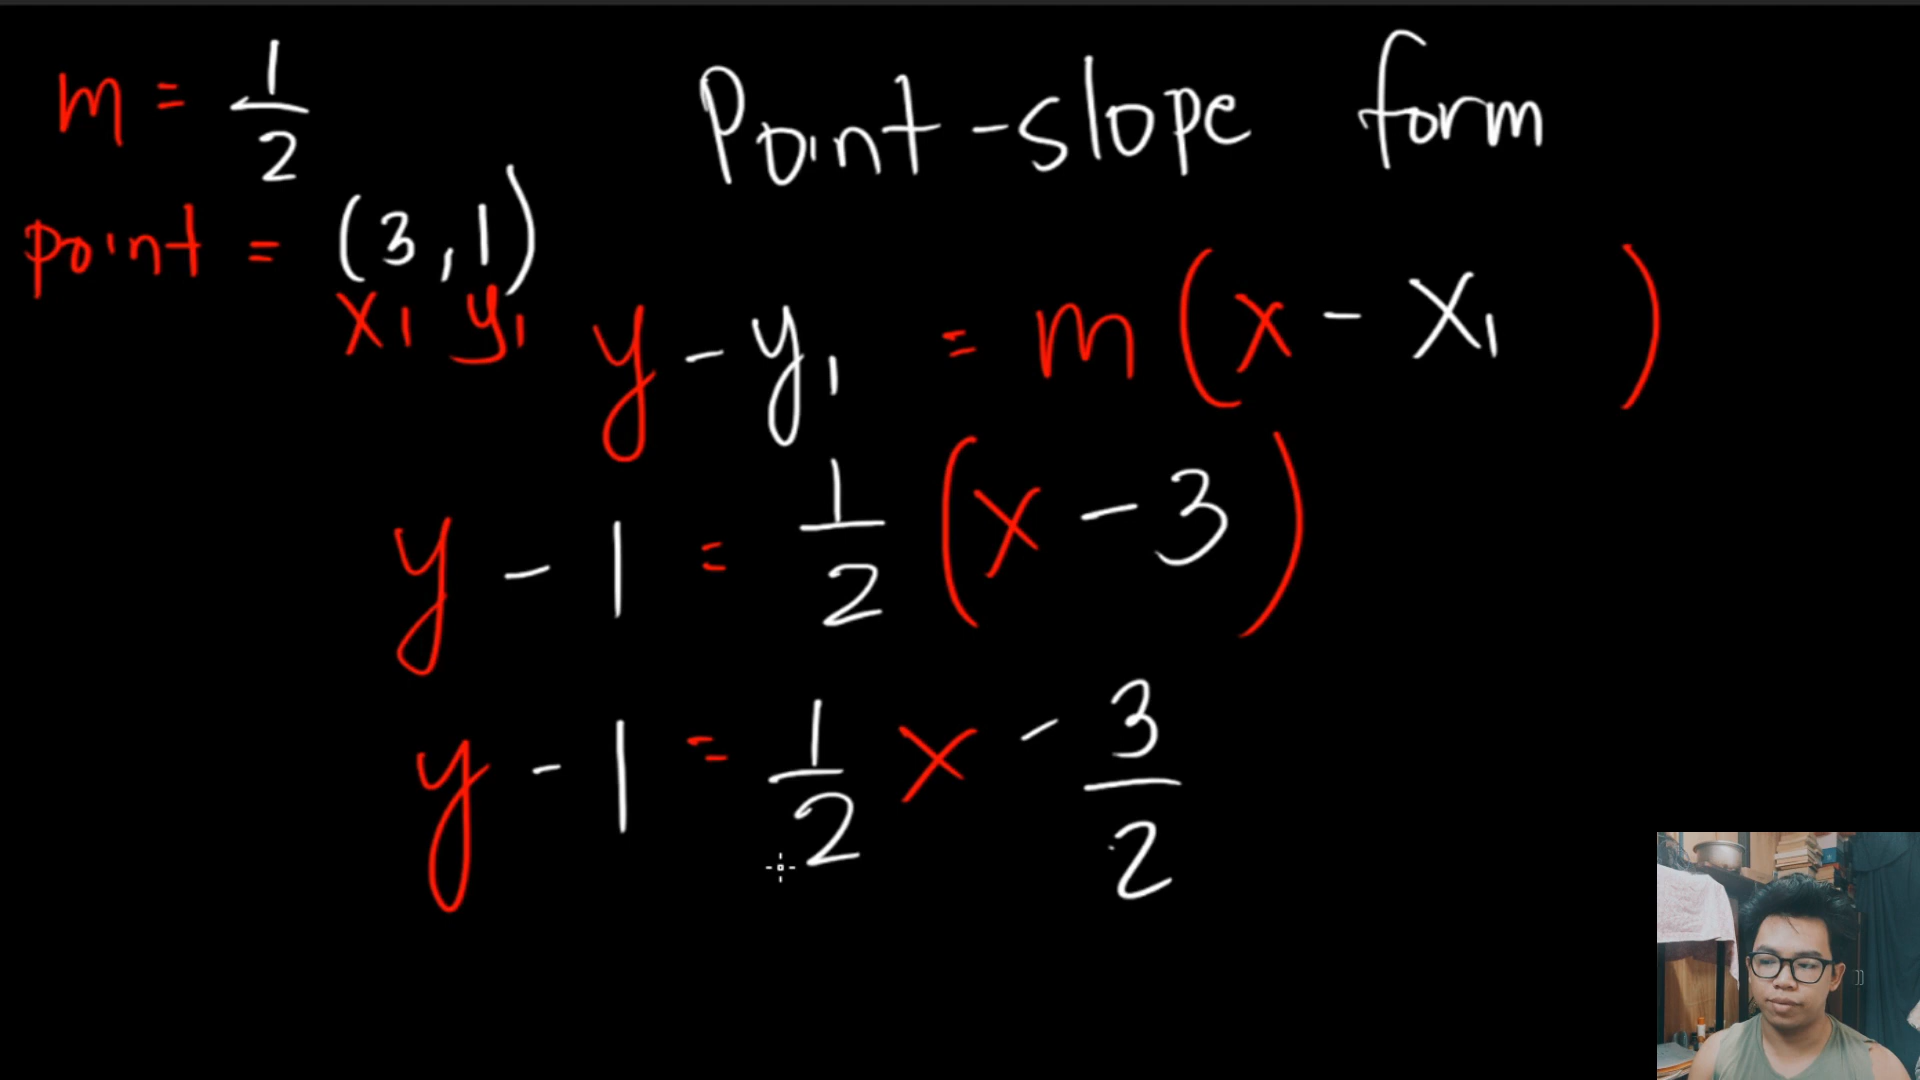 m = 1/2
Point-slope form
point = (3, 1)
x₁ y₁
y - y₁ = m(x - x₁)
y - 1 = 1/2 (x - 3)
y - 1 = 1/2 x - 3/2